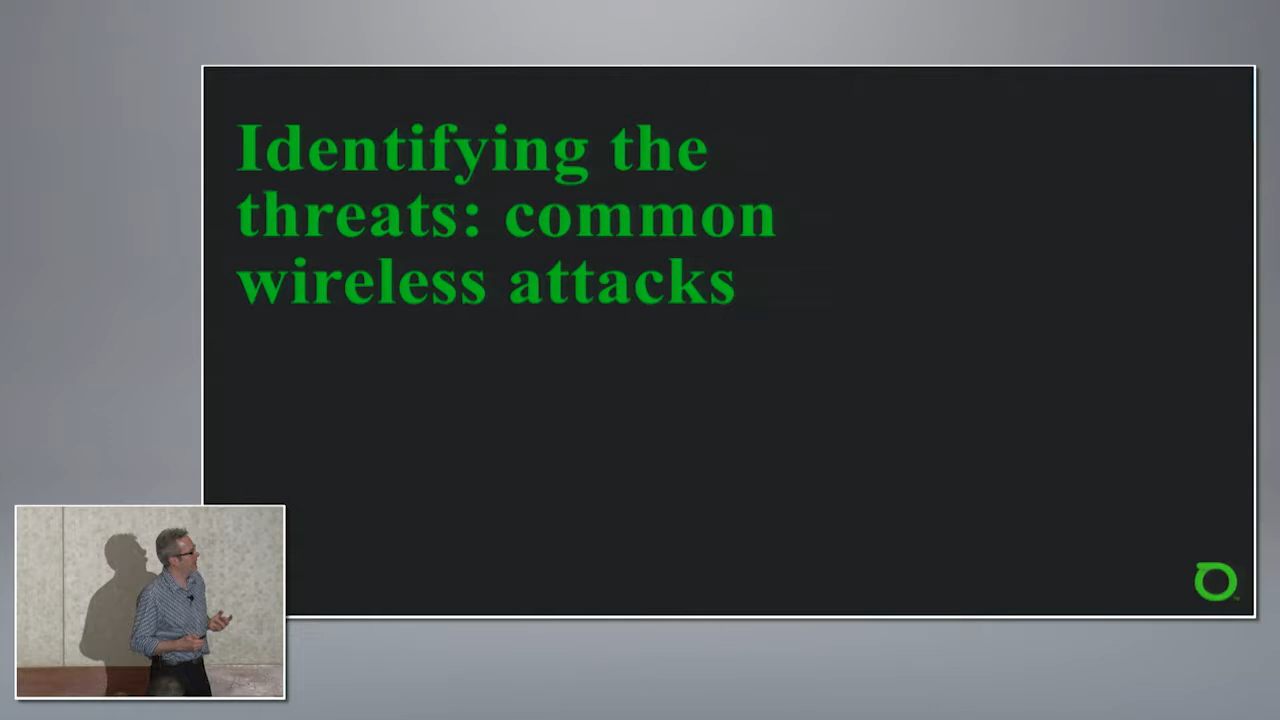 Identifying the
threats: common
wireless attacks